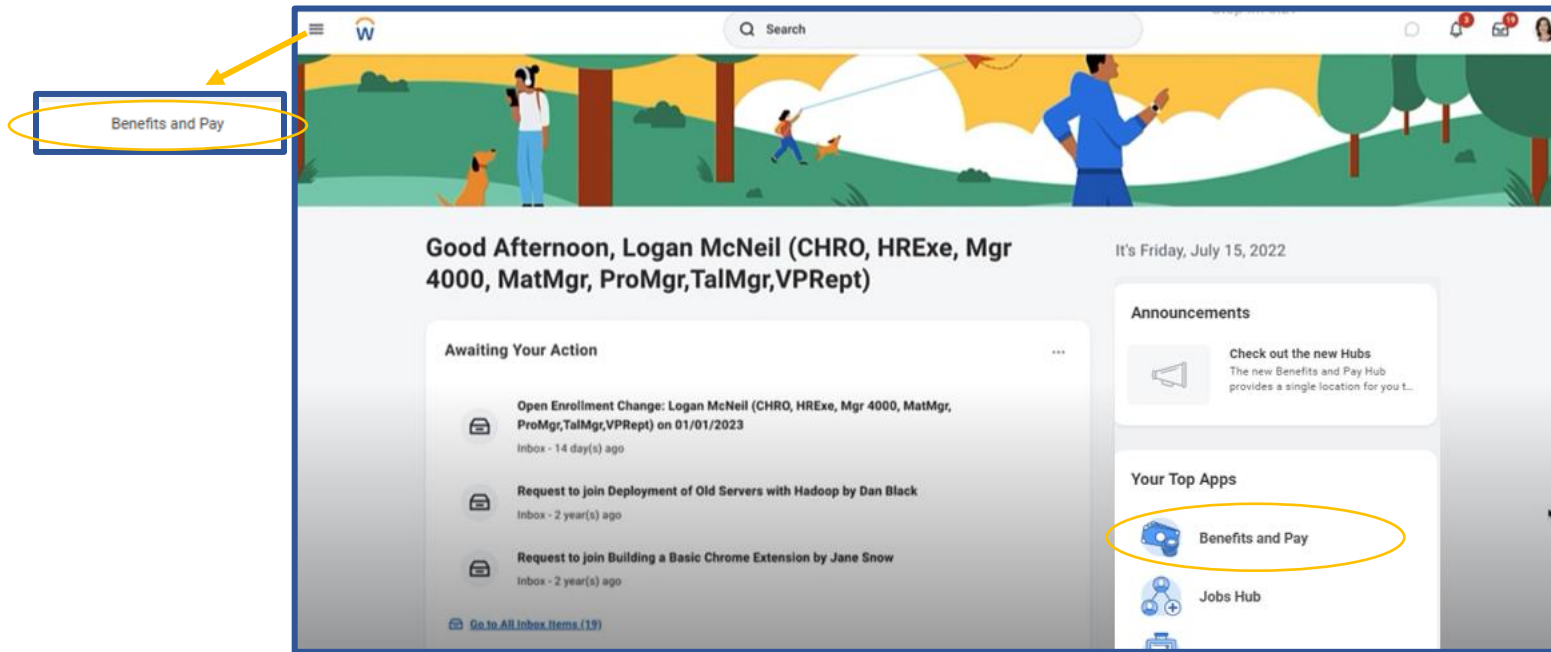 Search
3
19
Benefits and Pay
Good Afternoon, Logan McNeil (CHRO, HRExe, Mgr
4000, MatMgr, ProMgr,TalMgr,VPRept)
It's Friday, July 15, 2022
Awaiting Your Action
Open Enrollment Change: Logan McNeil (CHRO, HRExe, Mgr 4000, MatMgr,
ProMgr,TalMgr,VPRept) on 01/01/2023
Inbox - 14 day(s) ago
Request to join Deployment of Old Servers with Hadoop by Dan Black
Inbox - 2 year(s) ago
Request to join Building a Basic Chrome Extension by Jane Snow
Inbox - 2 year(s) ago
Go to All Inbox Items (19)
Announcements
Check out the new Hubs
The new Benefits and Pay Hub
provides a single location for you t...
Your Top Apps
Benefits and Pay
Jobs Hub